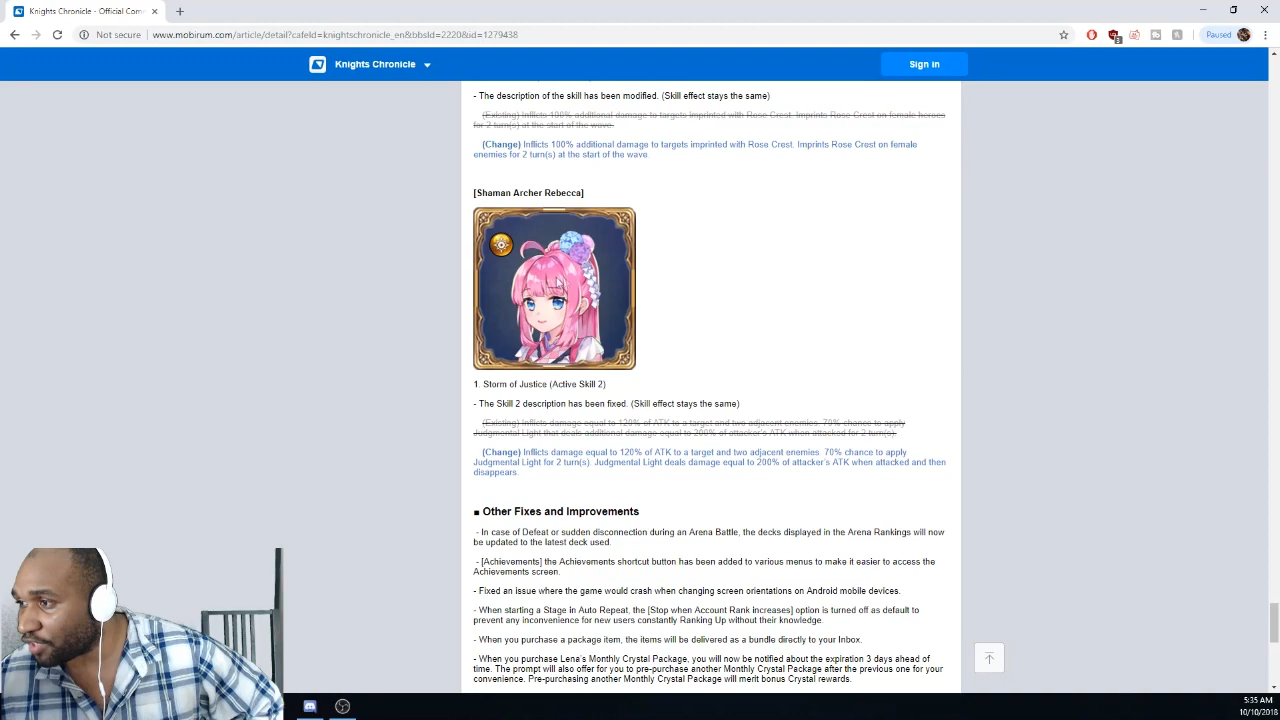 Knights Chronicle - Official Com
Not secure
www.mobirum.com/article/detail?cafeId=knightschronicle_en&bbsId=2220&id=1279438
Paused
Knights Chronicle
Sign in
- The description of the skill has been modified. (Skill effect stays the same)
(Existing) Inflicts 100% additional damage to targets imprinted with Rose Crest. Imprints Rose Crest on female heroes
for 2 turn(s) at the start of the wave.
(Change) Inflicts 100% additional damage to targets imprinted with Rose Crest. Imprints Rose Crest on female
enemies for 2 turn(s) at the start of the wave.
[Shaman Archer Rebecca]
1. Storm of Justice (Active Skill 2)
- The Skill 2 description has been fixed. (Skill effect stays the same)
(Existing) Inflicts damage equal to 120% of ATK to a target and two adjacent enemies. 70% chance to apply
Judgmental Light that deals additional damage equal to 200% of attacker's ATK when attacked for 2 turn(s).
(Change) Inflicts damage equal to 120% of ATK to a target and two adjacent enemies. 70% chance to apply
Judgmental Light for 2 turn(s). Judgmental Light deals damage equal to 200% of attacker's ATK when attacked and then
disappears.
■ Other Fixes and Improvements
- In case of Defeat or sudden disconnection during an Arena Battle, the decks displayed in the Arena Rankings will now
be updated to the latest deck used.
- [Achievements] the Achievements shortcut button has been added to various menus to make it easier to access the
Achievements screen.
- Fixed an issue where the game would crash when changing screen orientations on Android mobile devices.
- When starting a Stage in Auto Repeat, the [Stop when Account Rank increases] option is turned off as default to
prevent any inconvenience for new users constantly Ranking Up without their knowledge.
- When you purchase a package item, the items will be delivered as a bundle directly to your Inbox.
- When you purchase Lena's Monthly Crystal Package, you will now be notified about the expiration 3 days ahead of
time. The prompt will also offer for you to pre-purchase another Monthly Crystal Package after the previous one for your
convenience. Pre-purchasing another Monthly Crystal Package will merit bonus Crystal rewards.
5:35 AM
10/10/2018